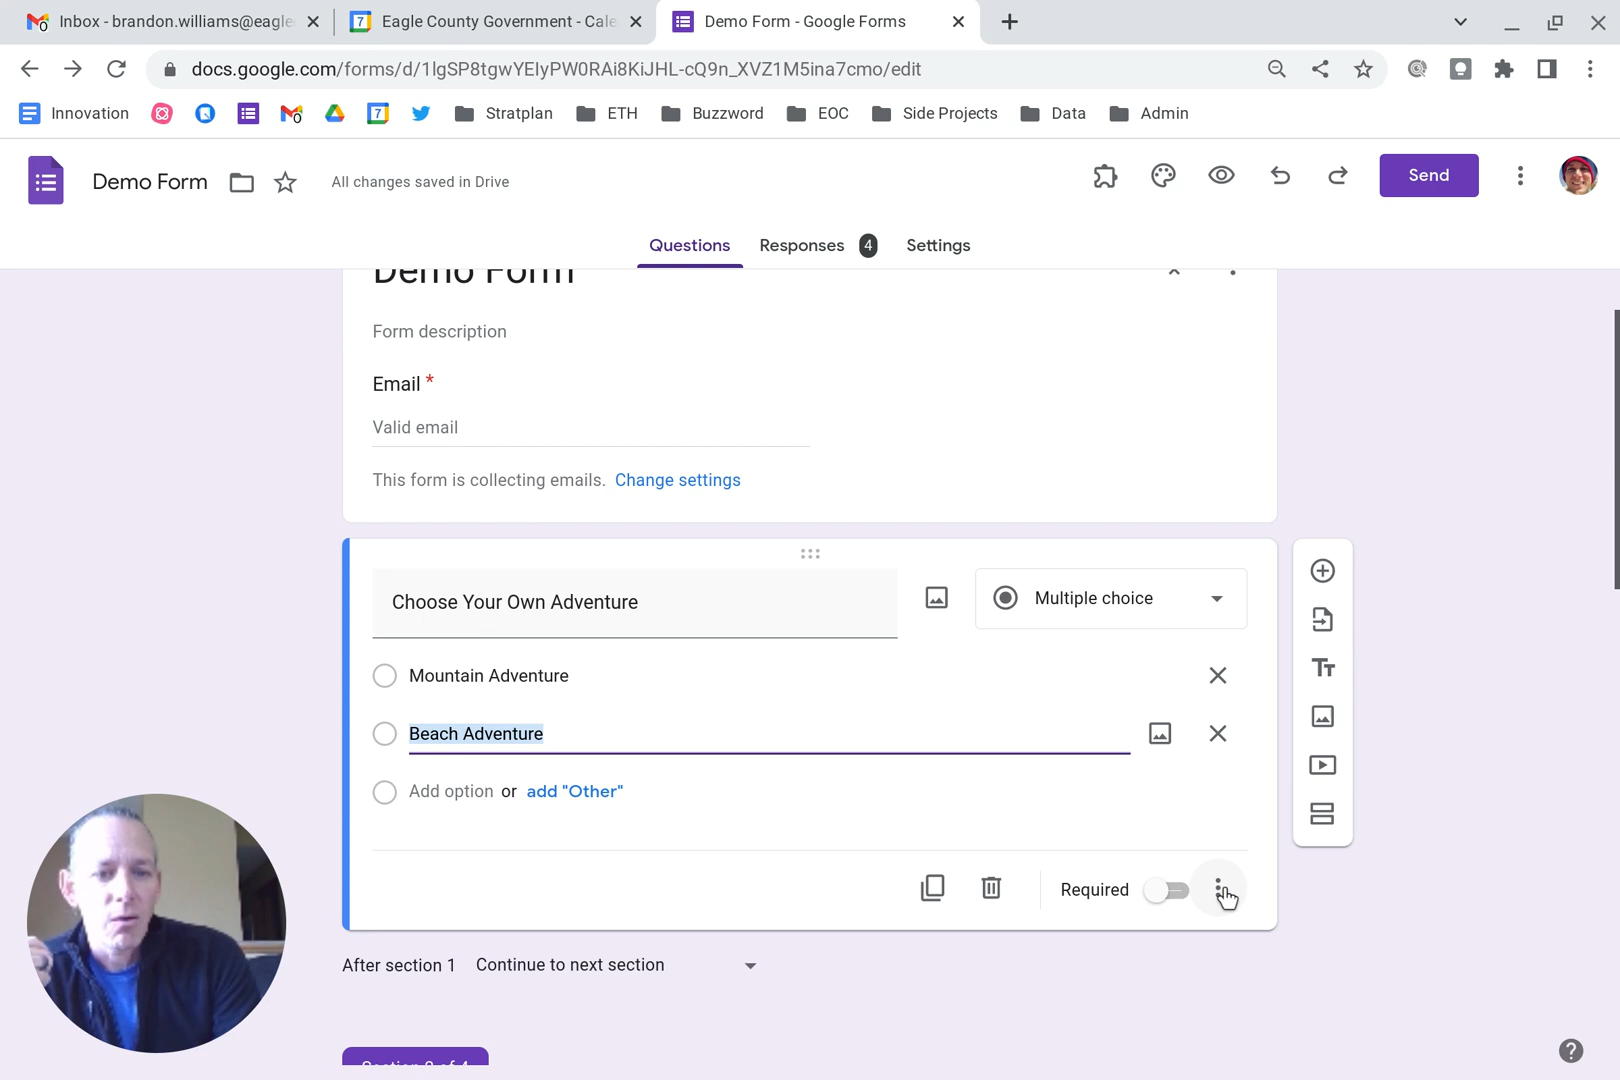 Inbox - brandon.williams@eagle
Eagle County Government - Cale
Demo Form - Google Forms
docs.google.com/forms/d/1lgSP8tgwYEIyPW0RAi8KiJHL-cQ9n_XVZ1M5ina7cmo/edit
Innovation
Stratplan
ETH
Buzzword
EOC
Side Projects
Data
Admin
Demo Form
All changes saved in Drive
Send
Questions
Responses 4
Settings
Demo Form
Form description
Email *
Valid email
This form is collecting emails. Change settings
Choose Your Own Adventure
Multiple choice
Mountain Adventure
Beach Adventure
Add option or add "Other"
Required
After section 1 Continue to next section